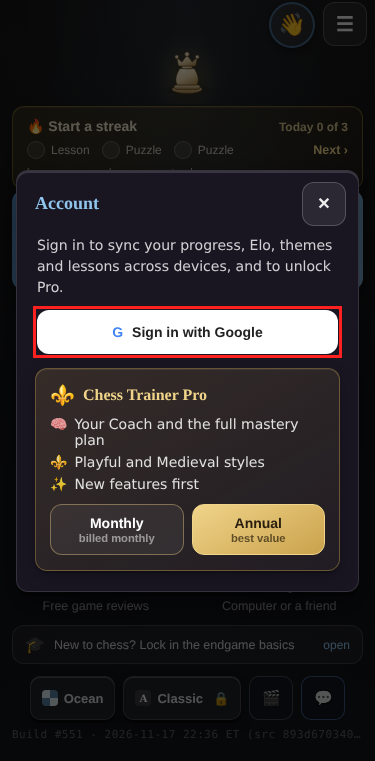 🔥 Start a streak Today 0 of 3
Lesson Puzzle Puzzle Next ›
Account ✕
Sign in to sync your progress, Elo, themes
and lessons across devices, and to unlock
Pro.
G Sign in with Google
⚜️ Chess Trainer Pro
🧠 Your Coach and the full mastery
plan
⚜️ Playful and Medieval styles
✨ New features first
Monthly
billed monthly
Annual
best value
Free game reviews
Computer or a friend
🎓 New to chess? Lock in the endgame basics open
Ocean
A Classic 🔒
Build #551 · 2026-11-17 22:36 ET (src 893d670340…